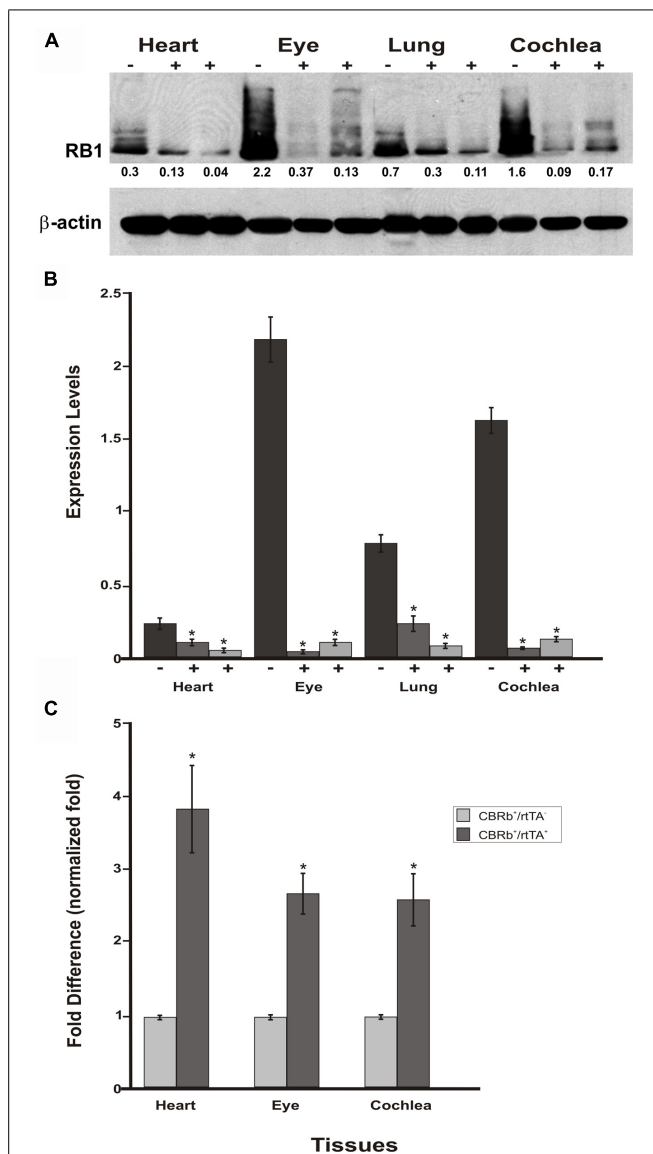 A
Heart Eye Lung Cochlea
- + + - + + - + + - + +
RB1
0.3 0.13 0.04 2.2 0.37 0.13 0.7 0.3 0.11 1.6 0.09 0.17
β-actin
B
Expression Levels
2.5
2
1.5
1
0.5
0
* * * * * * * *
- + + - + + - + + - + +
Heart Eye Lung Cochlea
C
Fold Difference (normalized fold)
5
4
3
2
1
0
* * *
CBRb⁺/rtTA⁻
CBRb⁺/rtTA⁺
Heart Eye Cochlea
Tissues